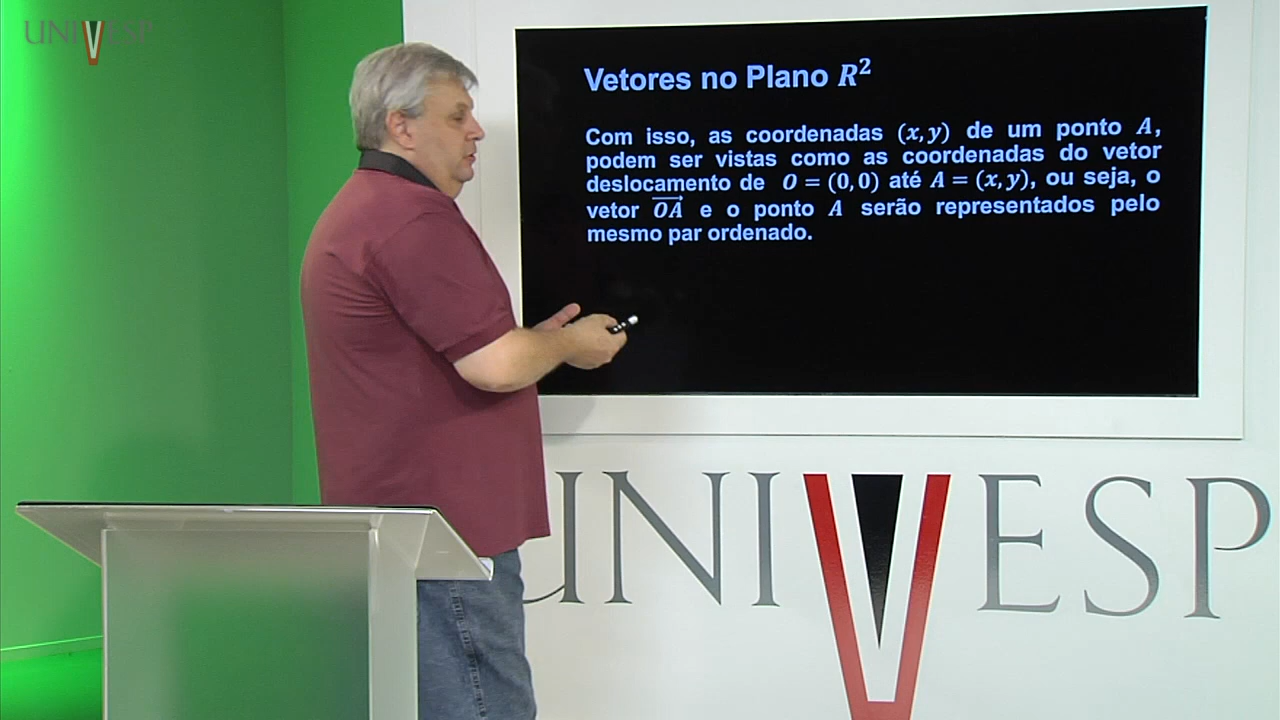 UNIVESP
Vetores no Plano R²
Com isso, as coordenadas (x, y) de um ponto A,
podem ser vistas como as coordenadas do vetor
deslocamento de O = (0, 0) até A = (x, y), ou seja, o
vetor O⃗A⃗ e o ponto A serão representados pelo
mesmo par ordenado.
UNIVESP